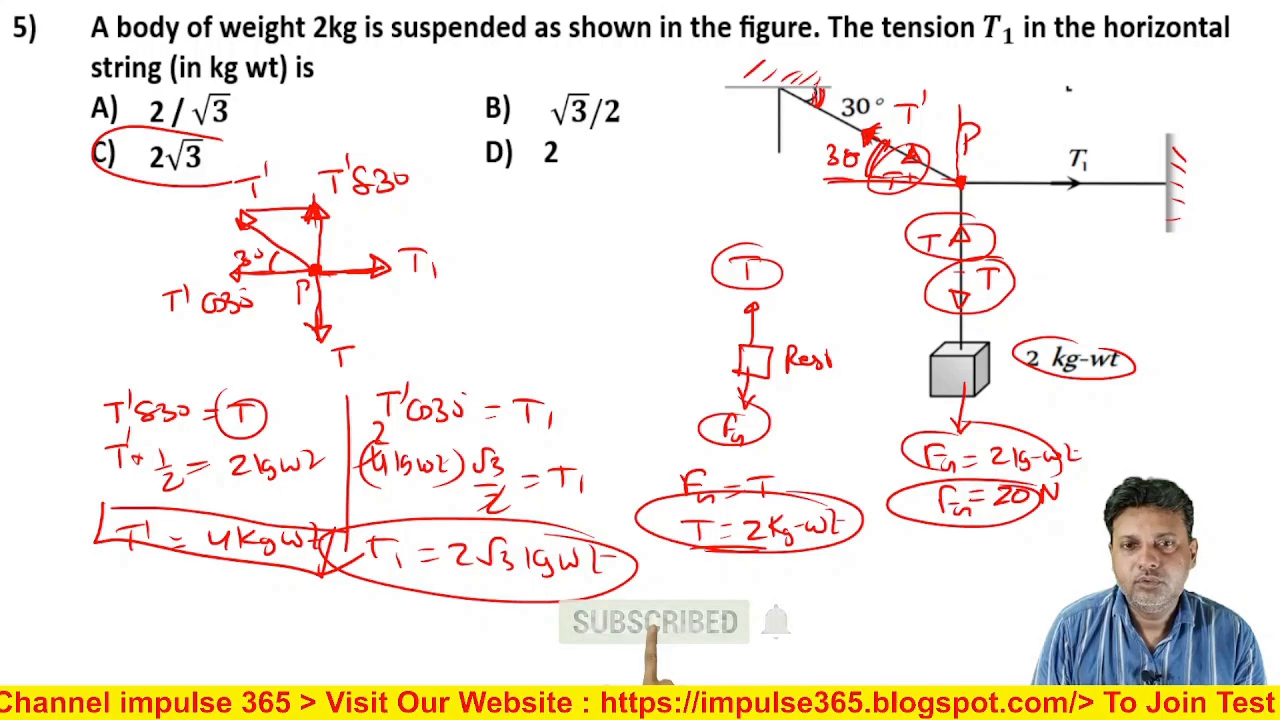 5) A body of weight 2kg is suspended as shown in the figure. The tension T₁ in the horizontal
string (in kg wt) is
A) 2 / √3
B) √3/2
C) 2√3
D) 2
30°
T'
P
30
T₁
T
T
2 kg-wt
T'
T'S30
30
T₁
T'cos30
P
T
T
Rest
FG
FG = T
T = 2Kg-wt
FG = 2kg-wt
FG = 20N
T'S30 = T
T' × 1/2 = 2kgwt
T' = 4Kgwt
T'cos30 = T₁
2
(4kgwt) √3/2 = T₁
T₁ = 2√3 kgwt
SUBSCRIBED
Channel impulse 365 > Visit Our Website : https://impulse365.blogspot.com/> To Join Test